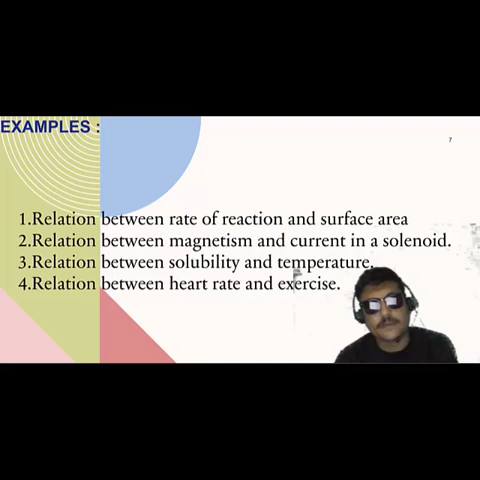 EXAMPLES :
7
1.Relation between rate of reaction and surface area
2.Relation between magnetism and current in a solenoid.
3.Relation between solubility and temperature.
4.Relation between heart rate and exercise.